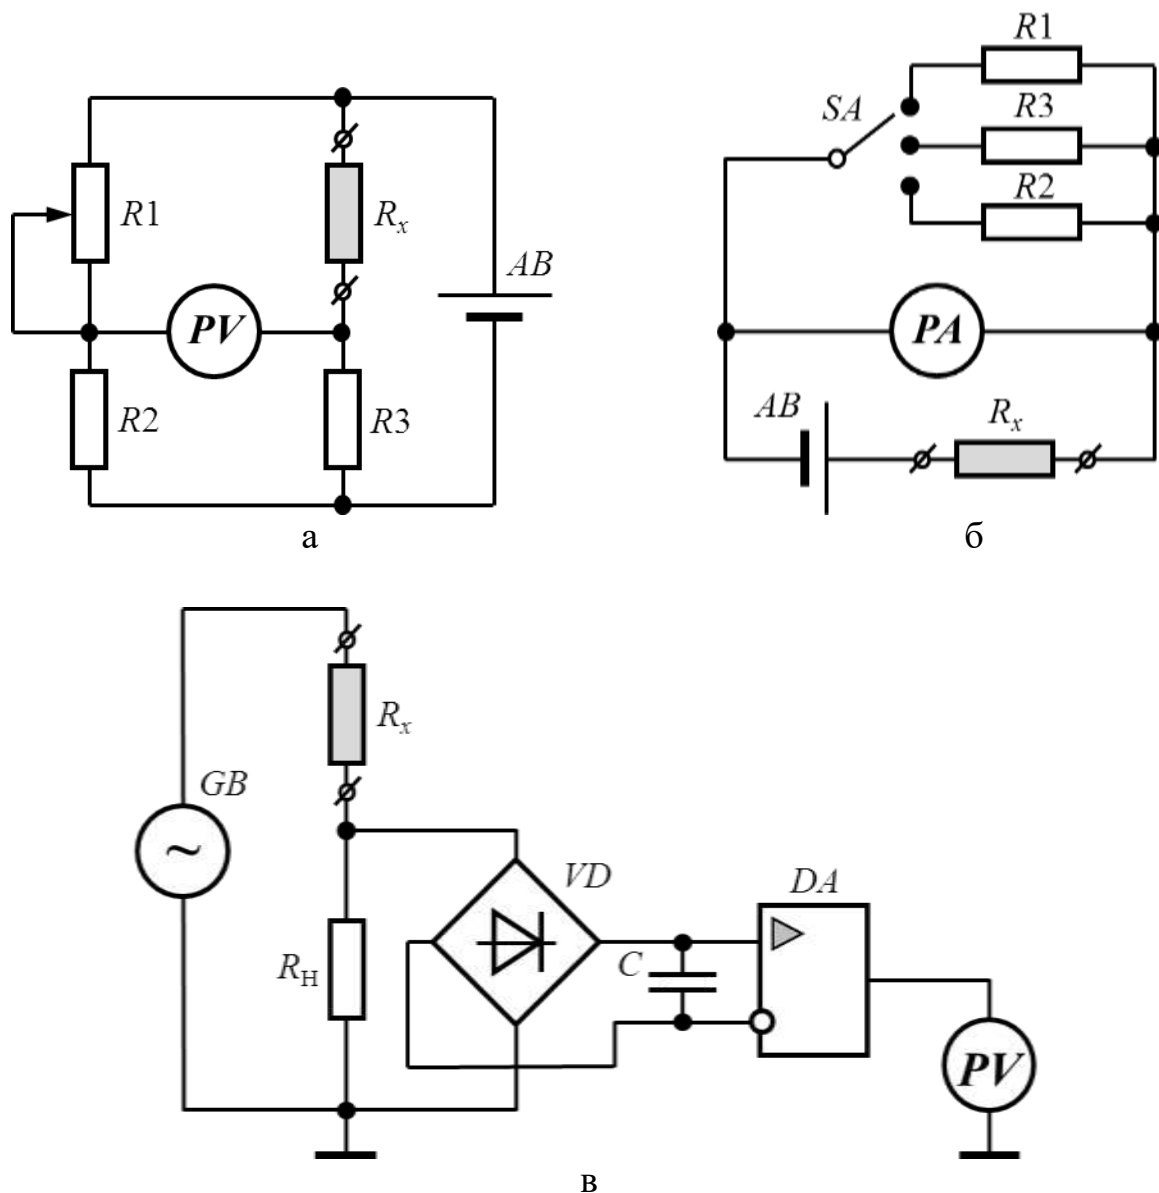 R1
SA
R3
R2
R1
Rₓ
AB
PV
PA
R2
R3
AB
Rₓ
а
б
Rₓ
GB
~
VD
DA
C
Rн
PV
в